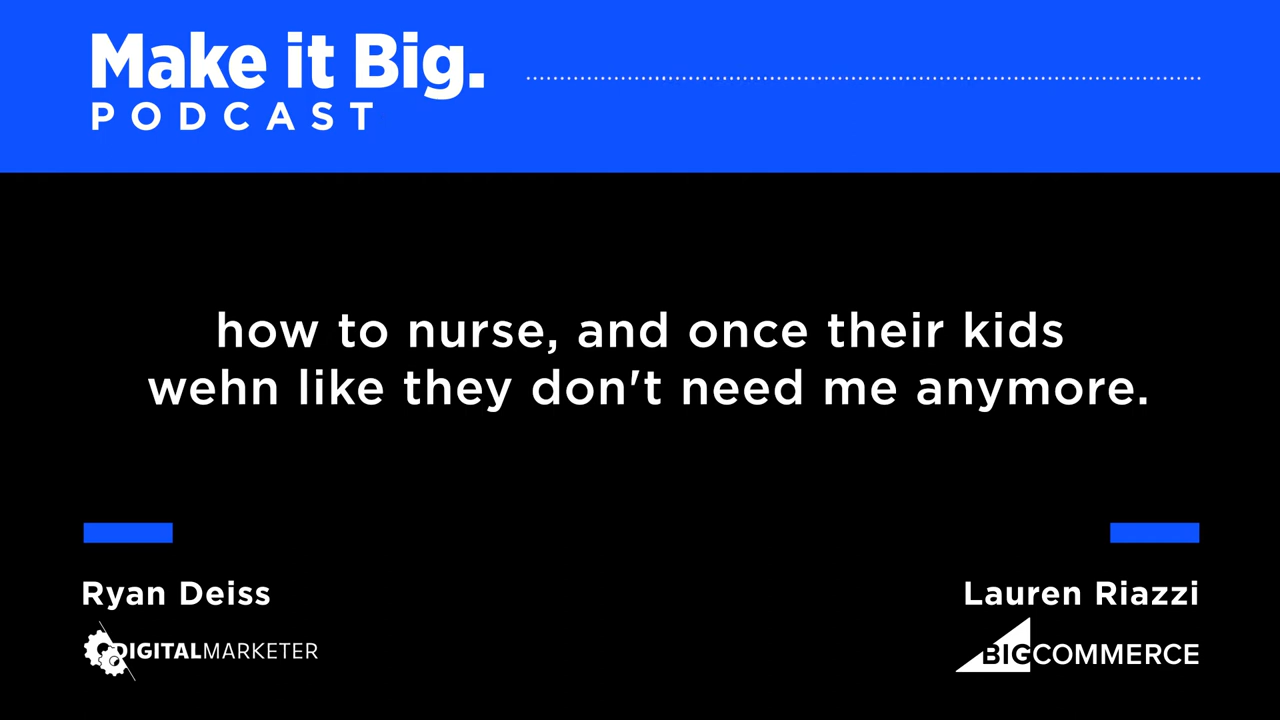 Make it Big.
PODCAST
how to nurse, and once their kids
wehn like they don't need me anymore.
Ryan Deiss
Lauren Riazzi
DIGITALMARKETER
BIGCOMMERCE